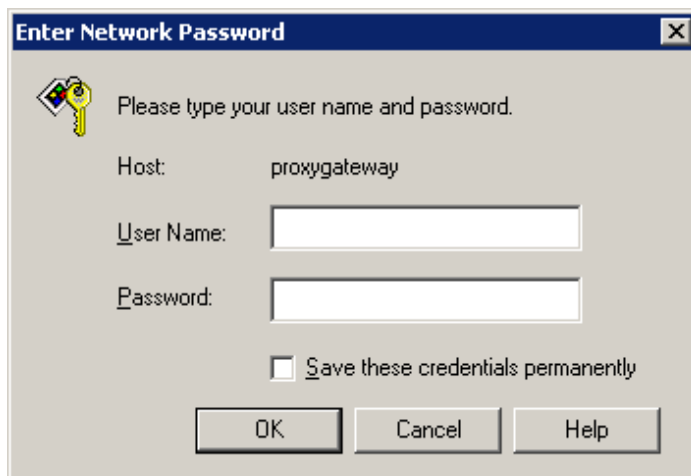 Enter Network Password
Please type your user name and password.
Host: proxygateway
User Name:
Password:
Save these credentials permanently
OK Cancel Help